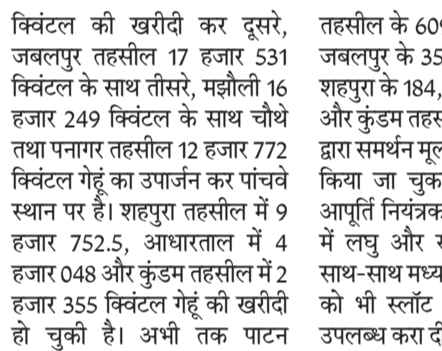 क्विंटल की खरीदी कर दूसरे,
जबलपुर तहसील 17 हजार 531
क्विंटल के साथ तीसरे, मझौली 16
हजार 249 क्विंटल के साथ चौथे
तथा पनागर तहसील 12 हजार 772
क्विंटल गेहूं का उपार्जन कर पांचवे
स्थान पर है। शहपुरा तहसील में 9
हजार 752.5, आधारताल में 4
हजार 048 और कुंडम तहसील में 2
हजार 355 क्विंटल गेहूं की खरीदी
हो चुकी है। अभी तक पाटन
तहसील के 60
जबलपुर के 35
शहपुरा के 184,
और कुंडम
द्वारा समर्थन
किया जा
आपूर्ति
में लघु और
साथ-साथ
को भी स्लॉट
उपलब्ध करा